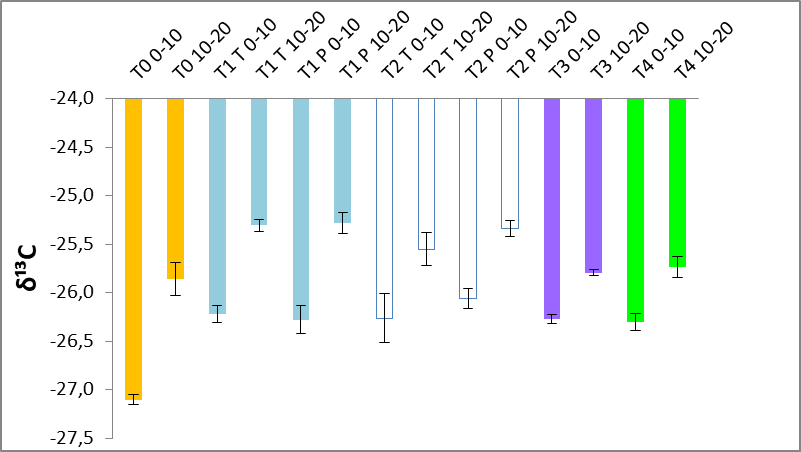 T0 0-10
T0 10-20
T1 T 0-10
T1 T 10-20
T1 P 0-10
T1 P 10-20
T2 T 0-10
T2 T 10-20
T2 P 0-10
T2 P 10-20
T3 0-10
T3 10-20
T4 0-10
T4 10-20
-24,0
-24,5
-25,0
-25,5
-26,0
-26,5
-27,0
-27,5
δ¹³C